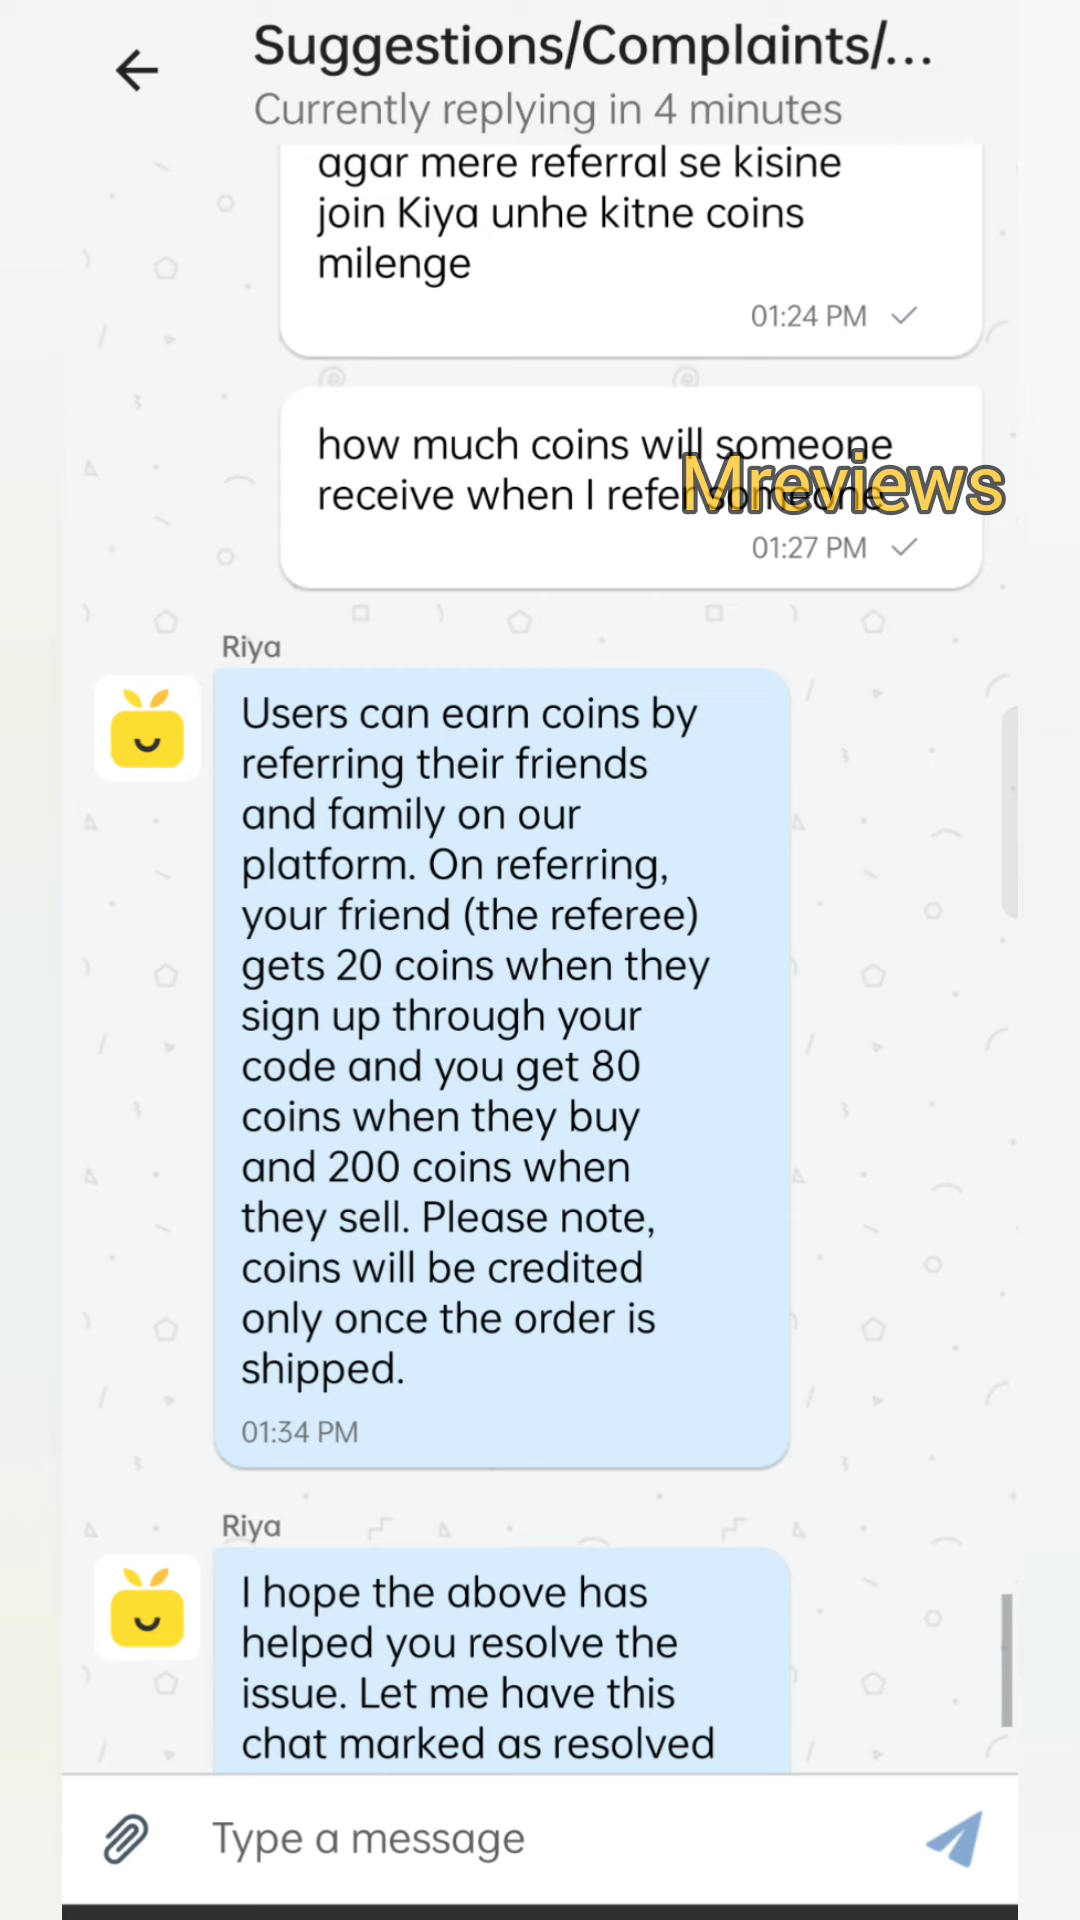 Suggestions/Complaints/...
Currently replying in 4 minutes
agar mere referral se kisine
join Kiya unhe kitne coins
milenge
01:24 PM
how much coins will someone
receive when I refer someone
Mreviews
01:27 PM
Riya
Users can earn coins by
referring their friends
and family on our
platform. On referring,
your friend (the referee)
gets 20 coins when they
sign up through your
code and you get 80
coins when they buy
and 200 coins when
they sell. Please note,
coins will be credited
only once the order is
shipped.
01:34 PM
Riya
I hope the above has
helped you resolve the
issue. Let me have this
chat marked as resolved
Type a message